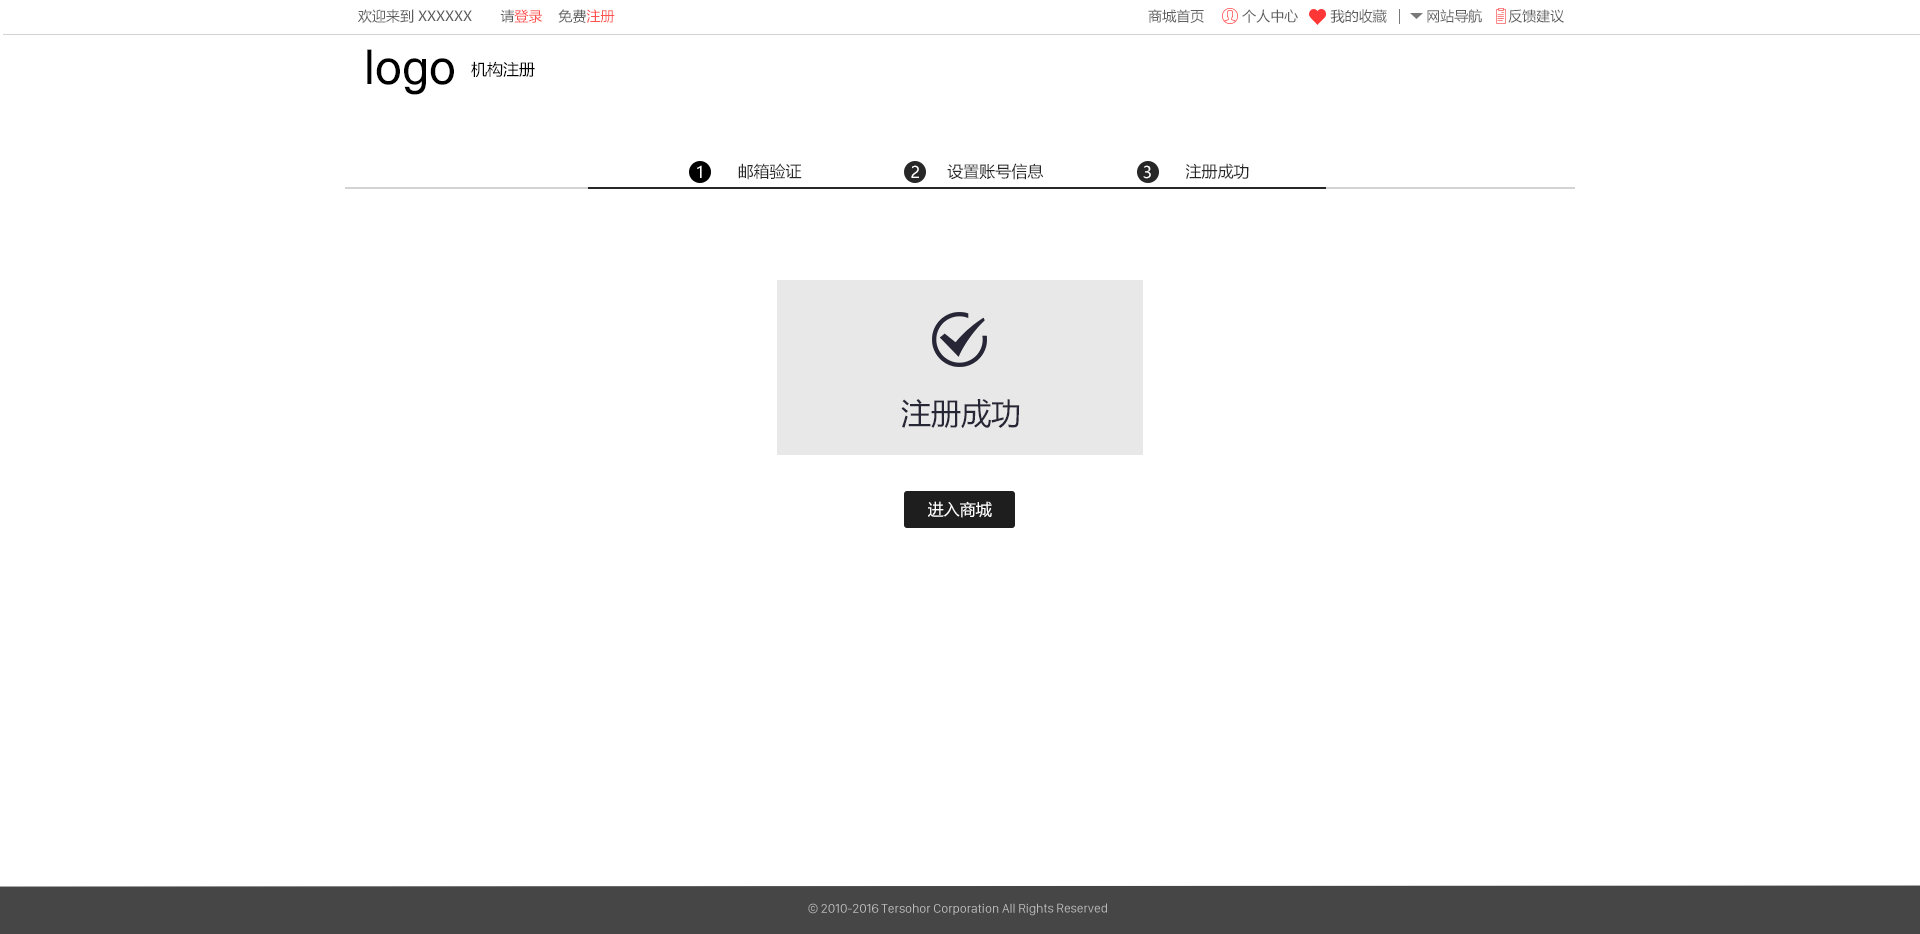 欢迎来到 XXXXXX 请登录 免费注册 商城首页 个人中心 我的收藏 | 网站导航 反馈建议
logo 机构注册
1 邮箱验证 2 设置账号信息 3 注册成功
注册成功
进入商城
© 2010-2016 Tersohor Corporation All Rights Reserved